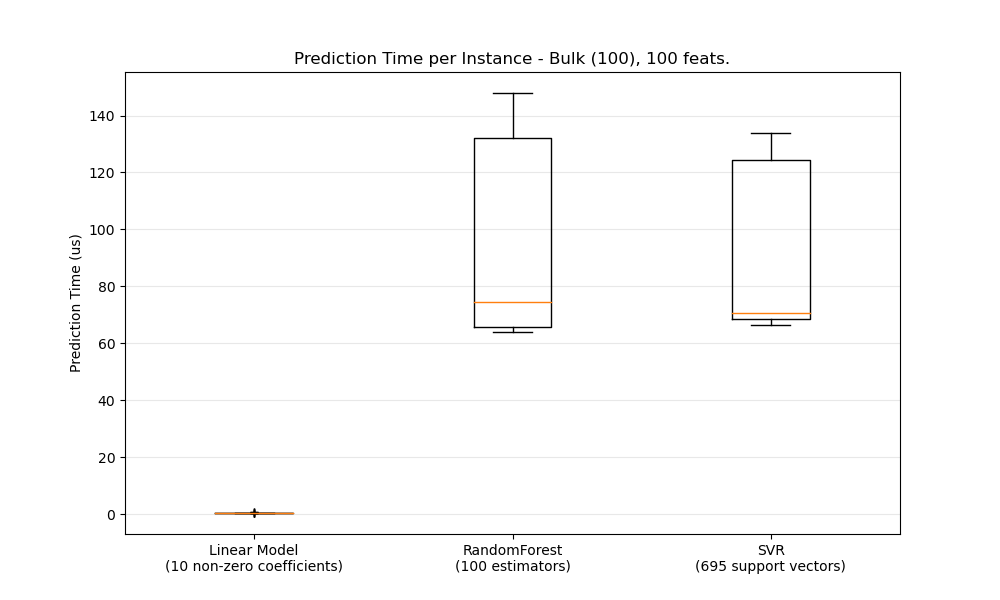 Prediction Time per Instance - Bulk (100), 100 feats.
Prediction Time (us)
140
120
100
80
60
40
20
0
Linear Model
(10 non-zero coefficients)
RandomForest
(100 estimators)
SVR
(695 support vectors)